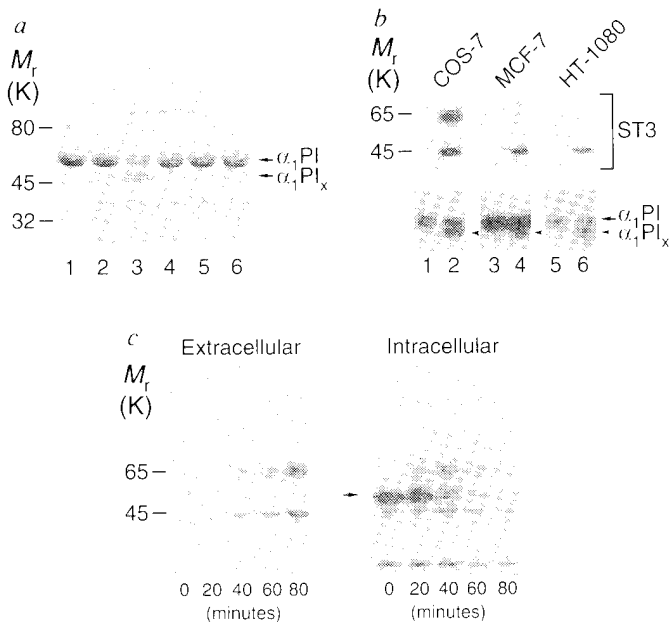 a
Mr
(K)
80
45
32
α₁PI
α₁PIx
1 2 3 4 5 6
b
Mr
(K)
COS-7 MCF-7 HT-1080
65
45
ST3
α₁PI
α₁PIx
1 2 3 4 5 6
c
Extracellular Intracellular
Mr
(K)
65
45
0 20 40 60 80 0 20 40 60 80
(minutes) (minutes)